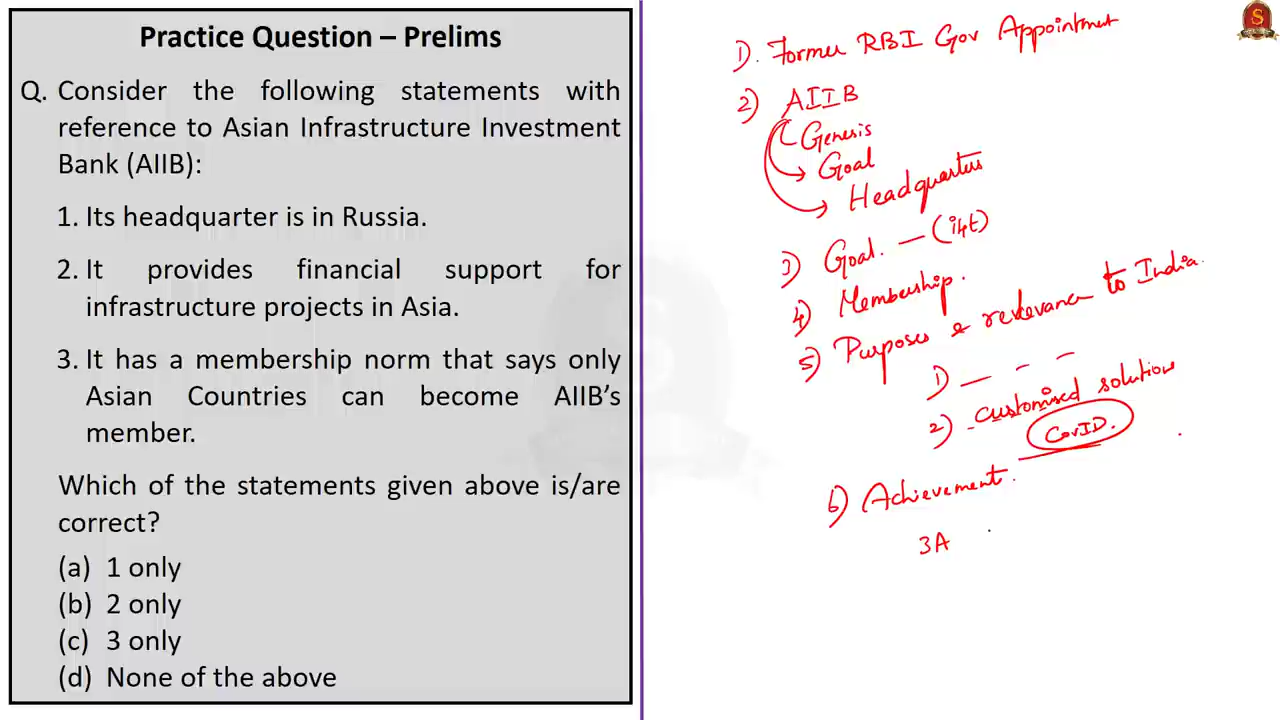 Practice Question – Prelims
Q. Consider the following statements with
reference to Asian Infrastructure Investment
Bank (AIIB):
1. Its headquarter is in Russia.
2. It provides financial support for
infrastructure projects in Asia.
3. It has a membership norm that says only
Asian Countries can become AIIB’s
member.
Which of the statements given above is/are
correct?
(a) 1 only
(b) 2 only
(c) 3 only
(d) None of the above
1). Former RBI Gov Appointment
2) AIIB
Genesis
Goal
Headquarters
3) Goal. — (i4t)
4) Membership.
5) Purposes & relevance to India.
1) — – –
2) - customised solution
COVID.
6) Achievement.
3A